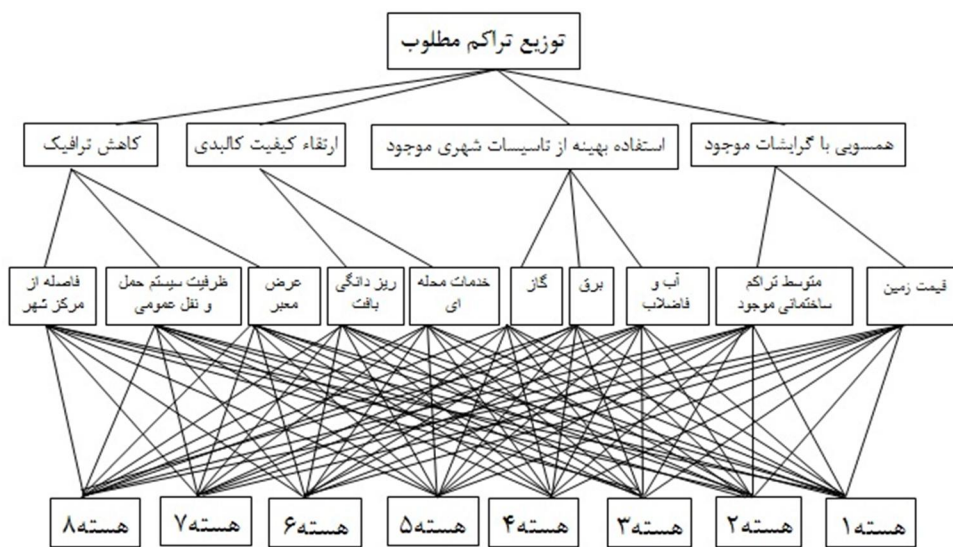 توزیع تراکم مطلوب
همسویی با گرایشات موجود
استفاده بهینه از تاسیسات شهری موجود
ارتقاء کیفیت کالبدی
کاهش ترافیک
قیمت زمین
متوسط تراکم
ساختمانی موجود
آب و
فاضلاب
برق
گاز
خدمات محله
ای
ریز دانگی
بافت
عرض
معبر
ظرفیت سیستم حمل
و نقل عمومی
فاصله از
مرکز شهر
هسته۱
هسته۲
هسته۳
هسته۴
هسته۵
هسته۶
هسته۷
هسته۸